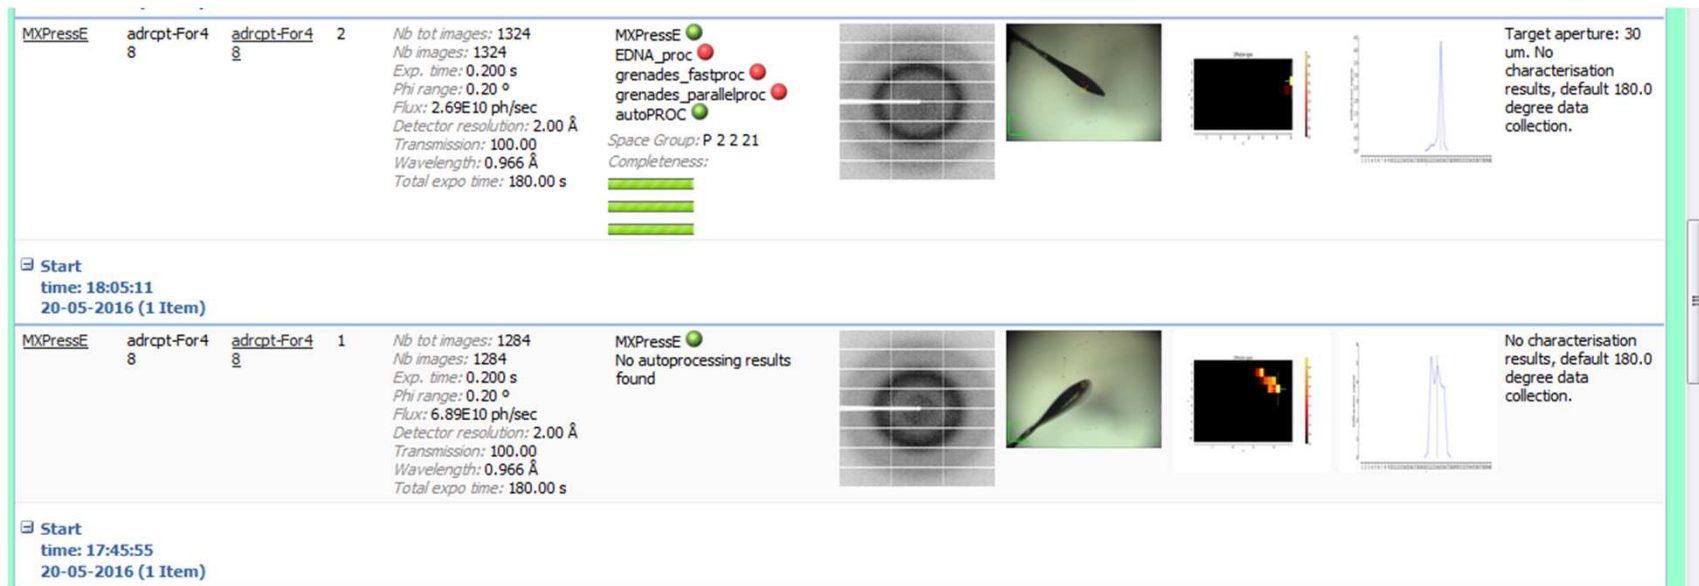 MXPressE
adrcpt-For4
8
adrcpt-For4
8
2
Nb tot images: 1324
Nb images: 1324
Exp. time: 0.200 s
Phi range: 0.20 º
Flux: 2.69E10 ph/sec
Detector resolution: 2.00 Å
Transmission: 100.00
Wavelength: 0.966 Å
Total expo time: 180.00 s
MXPressE
EDNA_proc
grenades_fastproc
grenades_parallelproc
autoPROC
Space Group: P 2 2 21
Completeness:
Target aperture: 30
um. No
characterisation
results, default 180.0
degree data
collection.
Start
time: 18:05:11
20-05-2016 (1 Item)
MXPressE
adrcpt-For4
8
adrcpt-For4
8
1
Nb tot images: 1284
Nb images: 1284
Exp. time: 0.200 s
Phi range: 0.20 º
Flux: 6.89E10 ph/sec
Detector resolution: 2.00 Å
Transmission: 100.00
Wavelength: 0.966 Å
Total expo time: 180.00 s
MXPressE
No autoprocessing results
found
No characterisation
results, default 180.0
degree data
collection.
Start
time: 17:45:55
20-05-2016 (1 Item)